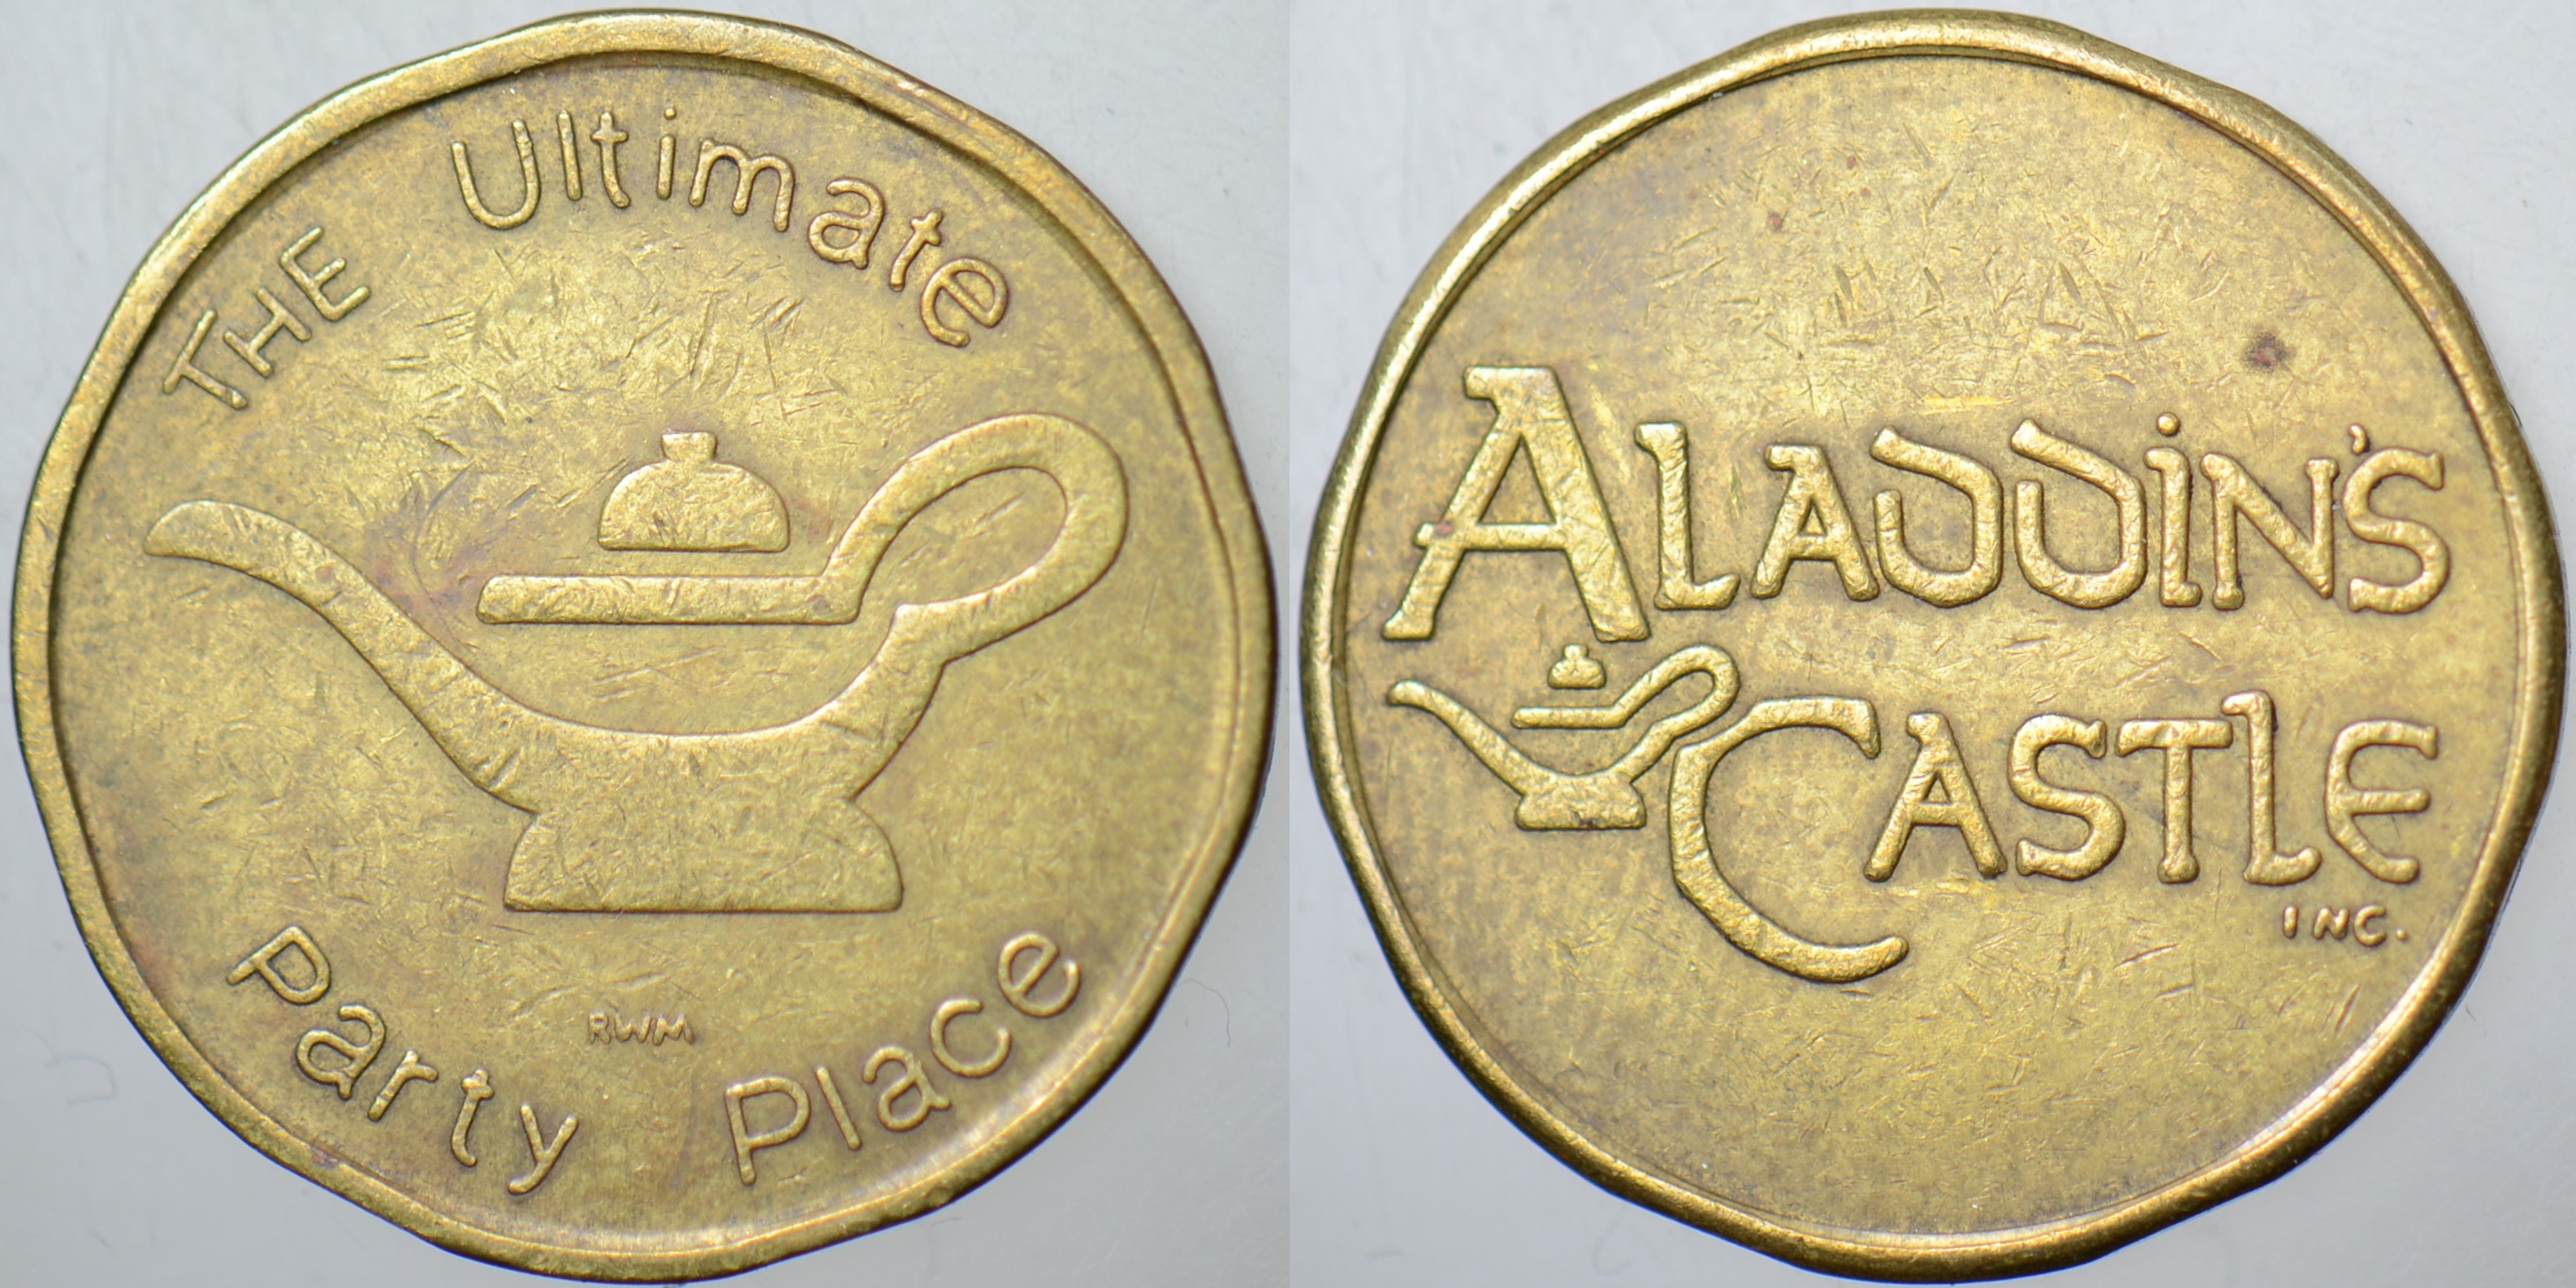 THE Ultimate
Party Place
RWM
ALADDIN'S
CASTLE
INC.